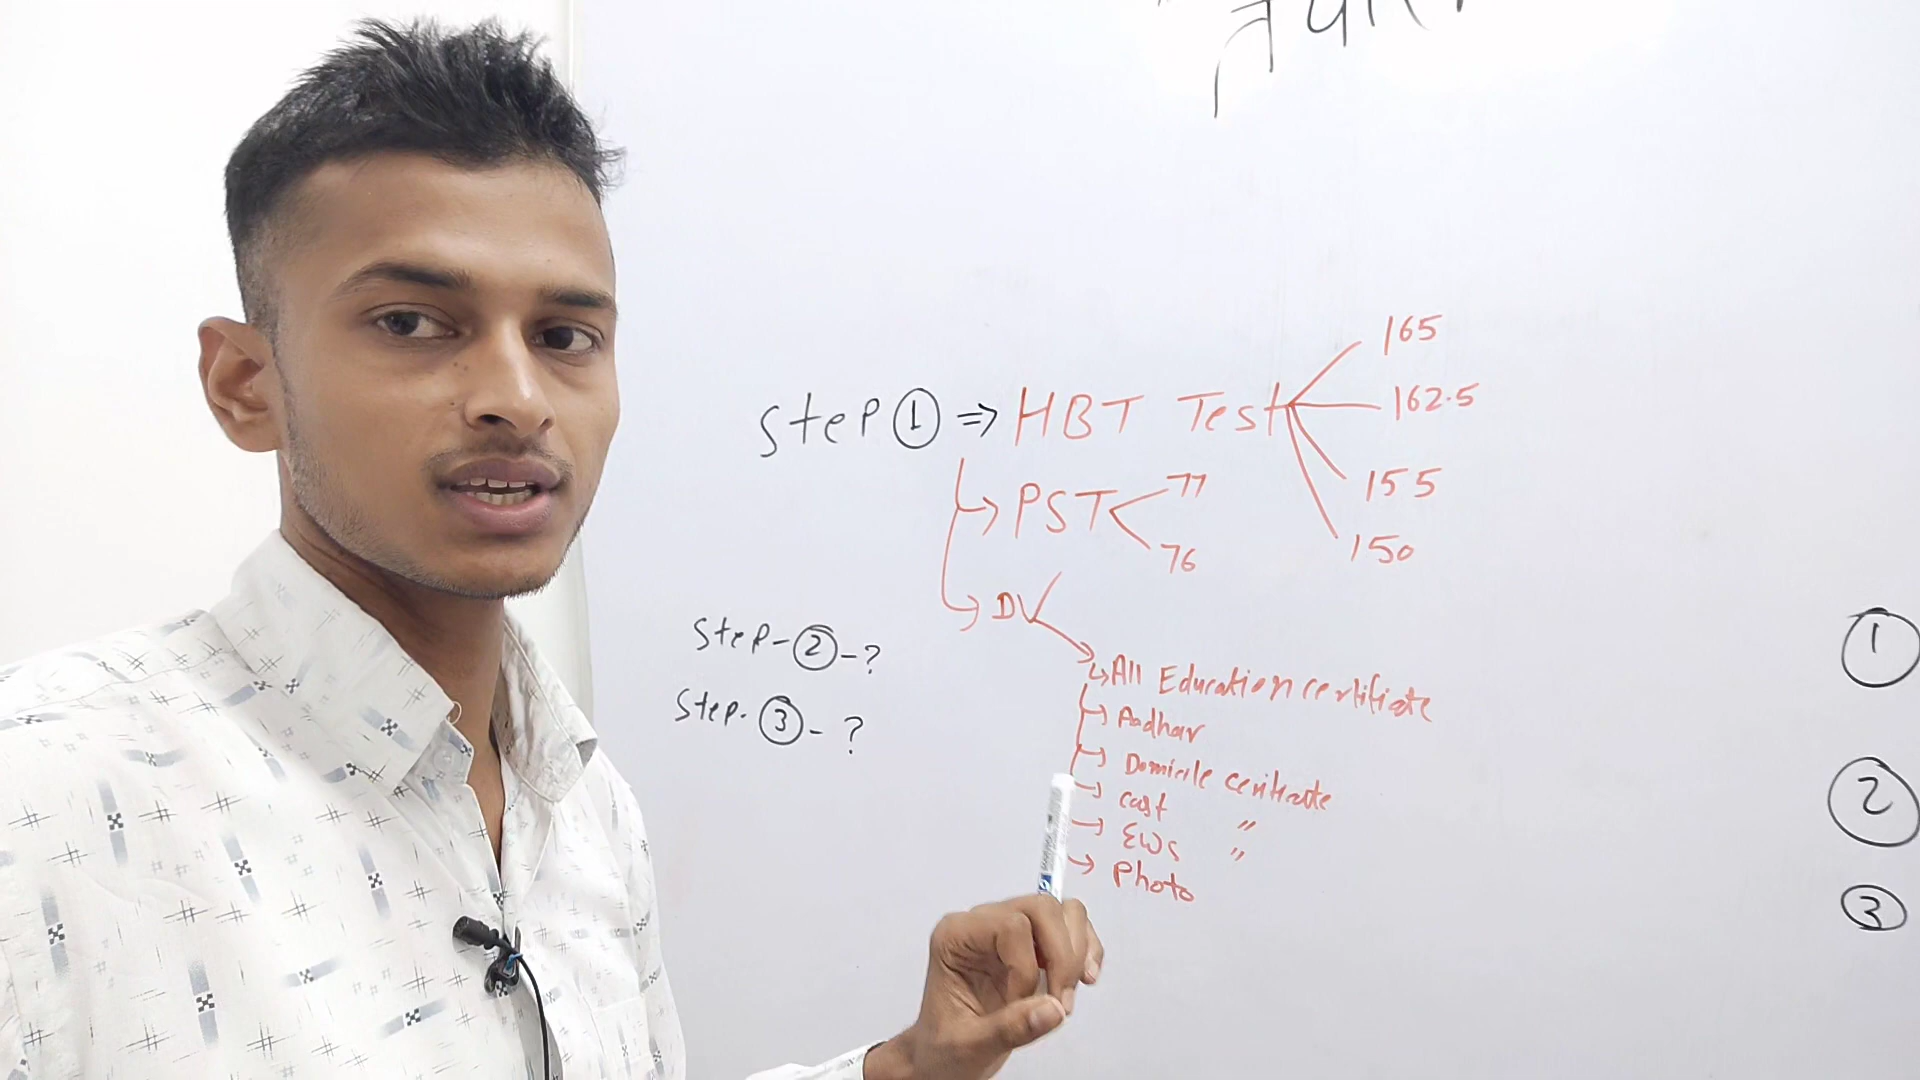 Step ① ⇒ HBT Test
165
162.5
155
150
PST
77
76
DV
All Education certifiate
Aadhar
Domicile ceritirate
Cast "
EWS "
Photo
Step-②-?
Step.③-?
①
②
③